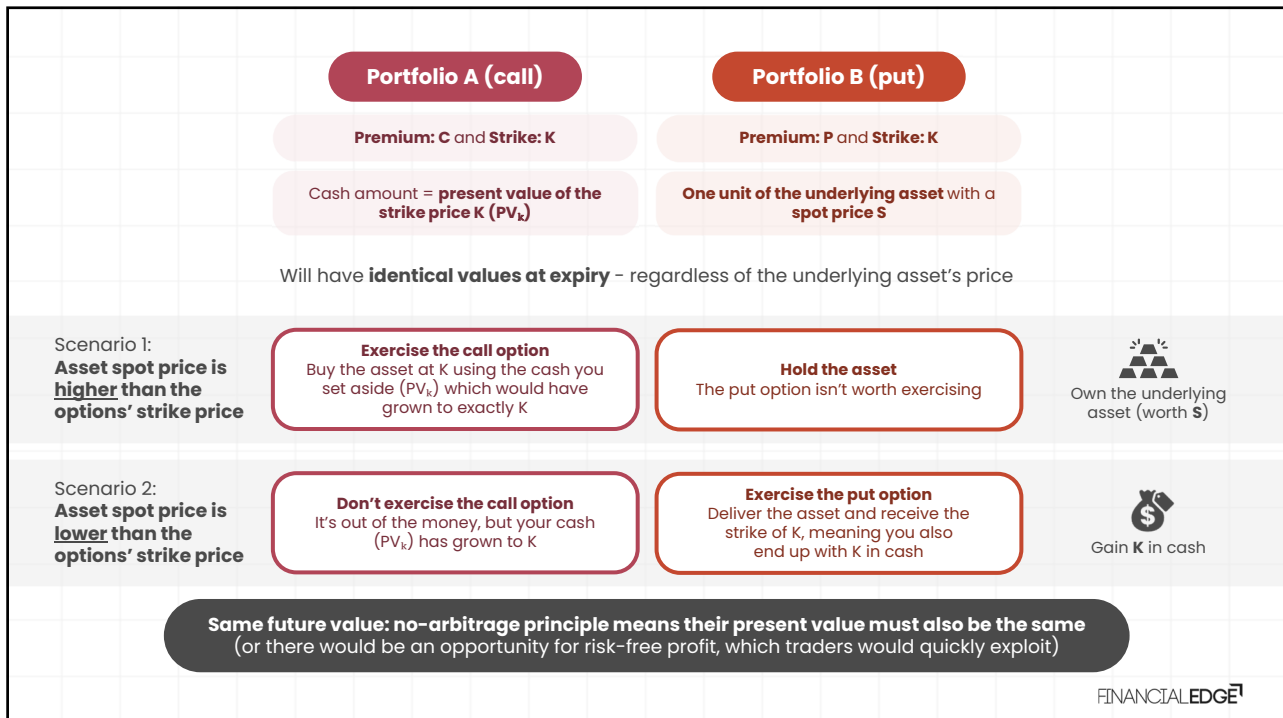 Portfolio A (call)
Portfolio B (put)
Premium: C and Strike: K
Premium: P and Strike: K
Cash amount = present value of the
strike price K (PVₖ)
One unit of the underlying asset with a
spot price S
Will have identical values at expiry - regardless of the underlying asset's price
Scenario 1:
Asset spot price is
higher than the
options' strike price
Exercise the call option
Buy the asset at K using the cash you
set aside (PVₖ) which would have
grown to exactly K
Hold the asset
The put option isn't worth exercising
Own the underlying
asset (worth S)
Scenario 2:
Asset spot price is
lower than the
options' strike price
Don't exercise the call option
It's out of the money, but your cash
(PVₖ) has grown to K
Exercise the put option
Deliver the asset and receive the
strike of K, meaning you also
end up with K in cash
$
Gain K in cash
Same future value: no-arbitrage principle means their present value must also be the same
(or there would be an opportunity for risk-free profit, which traders would quickly exploit)
FINANCIALEDGE